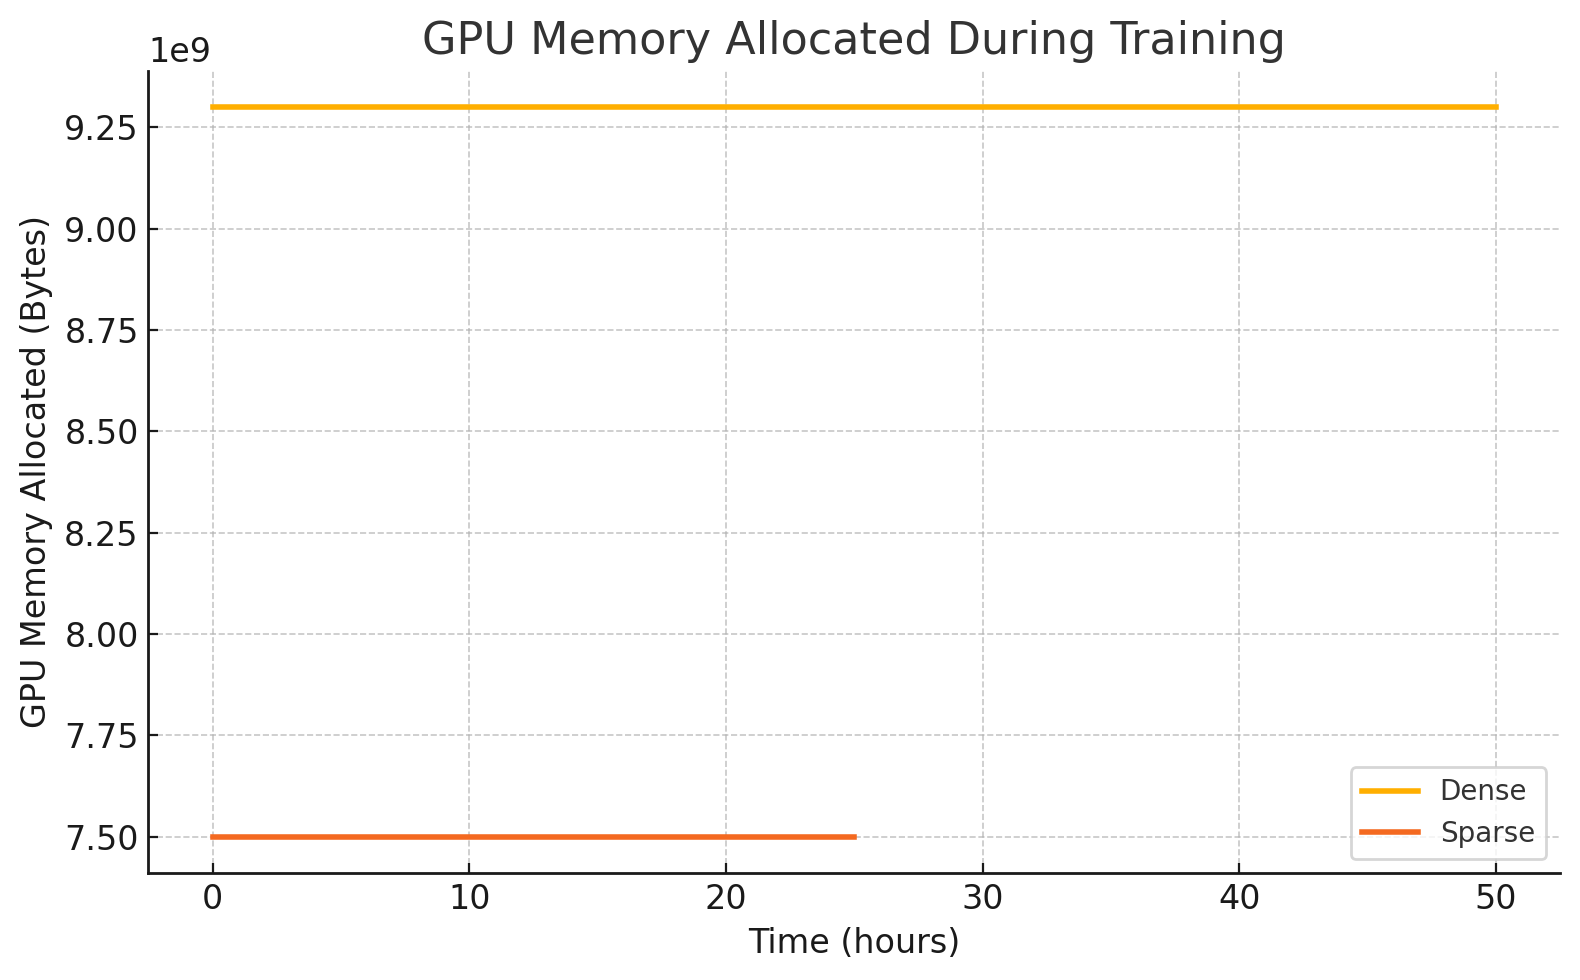 GPU Memory Allocated During Training
1e9
GPU Memory Allocated (Bytes)
9.25
9.00
8.75
8.50
8.25
8.00
7.75
7.50
Dense
Sparse
0 10 20 30 40 50
Time (hours)